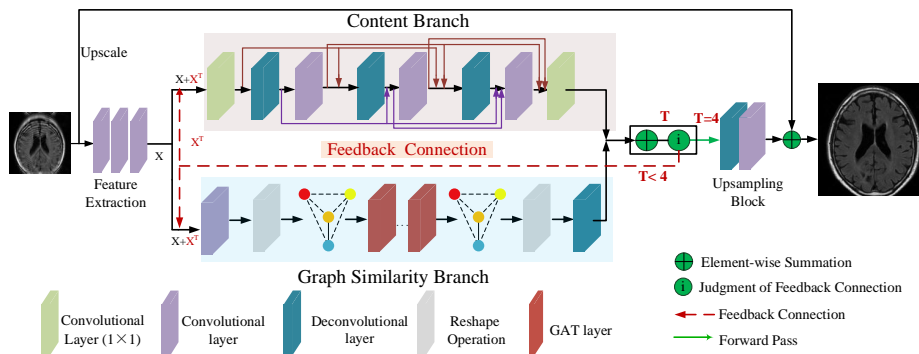 Content Branch
Upscale
X+X^T
X^T
X
Feature
Extraction
Feedback Connection
T
T=4
i
T< 4
Upsampling
Block
X+X^T
Graph Similarity Branch
Element-wise Summation
i
Judgment of Feedback Connection
Feedback Connection
Forward Pass
Convolutional
Layer (1×1)
Convolutional
layer
Deconvolutional
layer
Reshape
Operation
GAT layer